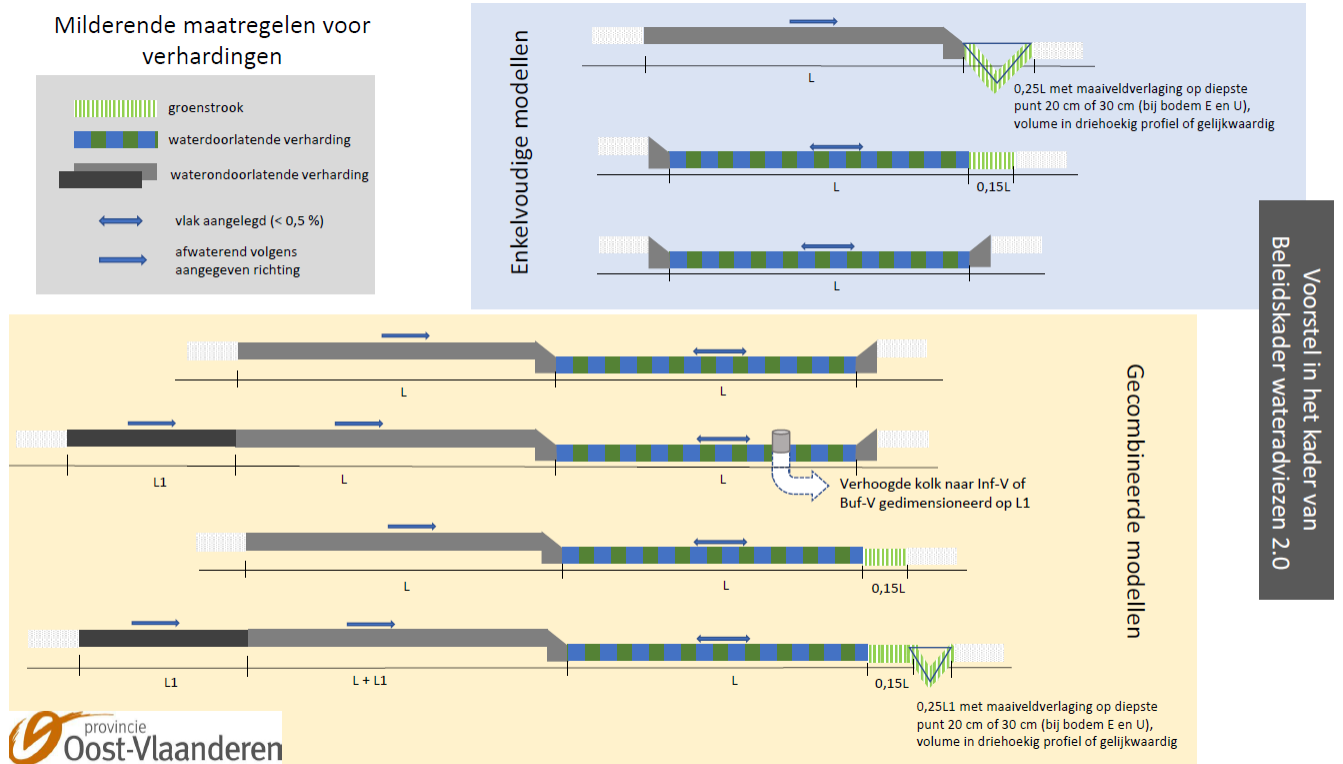 Milderende maatregelen voor
verhardingen
groenstrook
waterdoorlatende verharding
waterondoorlatende verharding
vlak aangelegd (< 0,5 %)
afwaterend volgens
aangegeven richting
Enkelvoudige modellen
L
0,25L met maaiveldverlaging op diepste
punt 20 cm of 30 cm (bij bodem E en U),
volume in driehoekig profiel of gelijkwaardig
L
0,15L
L
Voorstel in het kader van
Beleidskader wateradviezen 2.0
Gecombineerde modellen
L
L
L1
L
L
Verhoogde kolk naar Inf-V of
Buf-V gedimensioneerd op L1
L
L
0,15L
L1
L + L1
L
0,15L
0,25L1 met maaiveldverlaging op diepste
punt 20 cm of 30 cm (bij bodem E en U),
volume in driehoekig profiel of gelijkwaardig
provincie
Oost-Vlaanderen